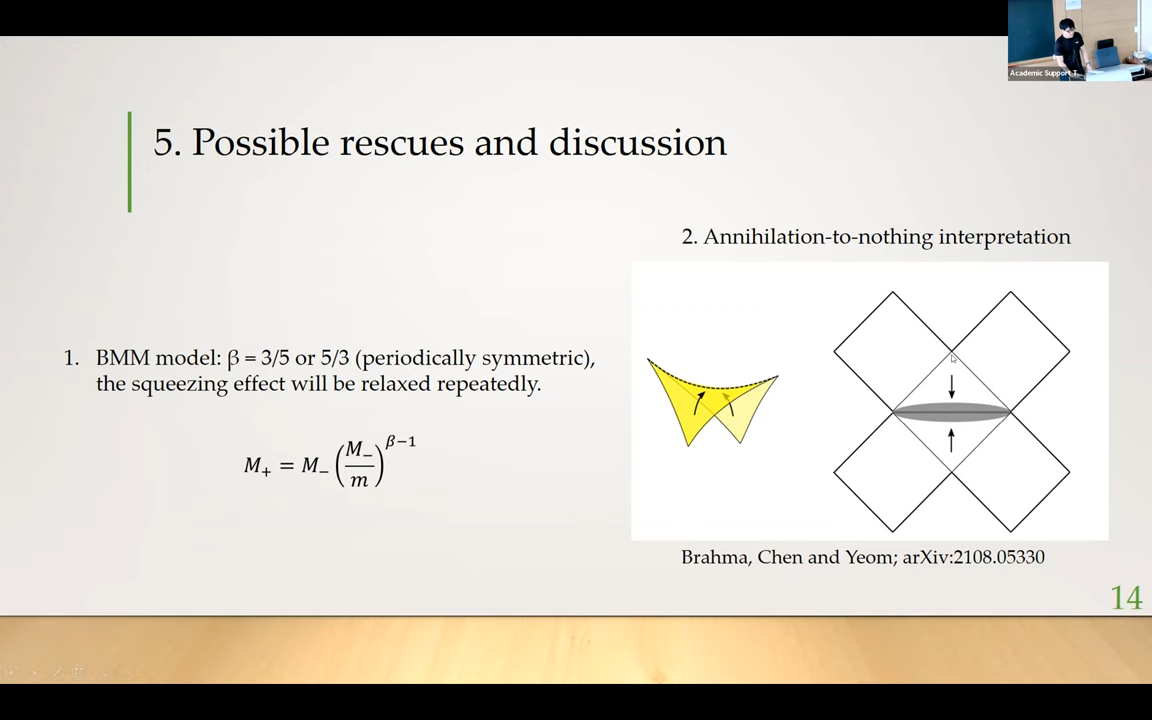 Academic Support T
5. Possible rescues and discussion
2. Annihilation-to-nothing interpretation
1. BMM model: β = 3/5 or 5/3 (periodically symmetric),
the squeezing effect will be relaxed repeatedly.
M₊ = M₋ (M₋/m)^{β−1}
Brahma, Chen and Yeom; arXiv:2108.05330
14